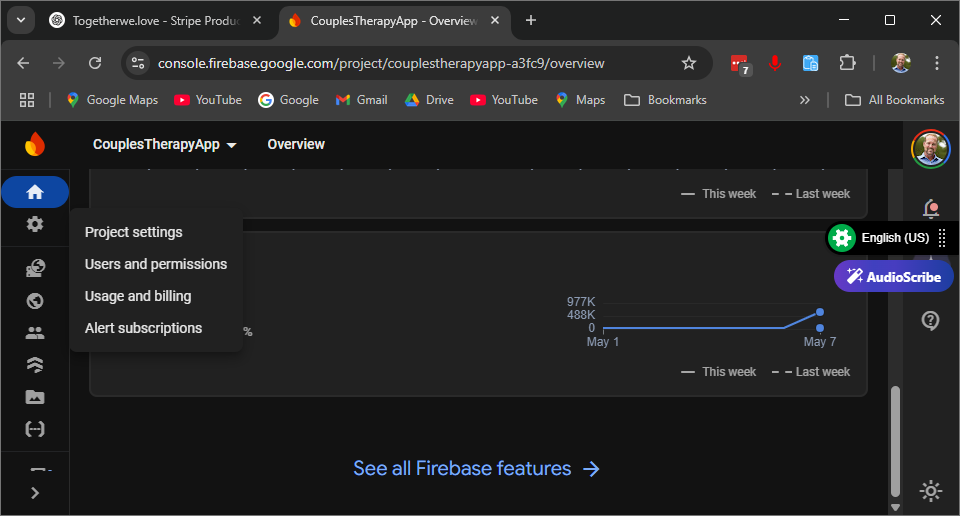 Togetherwe.love - Stripe Produc
CouplesTherapyApp - Overview
console.firebase.google.com/project/couplestherapyapp-a3fc9/overview
7
Google Maps
YouTube
Google
Gmail
Drive
YouTube
Maps
Bookmarks
All Bookmarks
CouplesTherapyApp
Overview
This week
Last week
Project settings
Users and permissions
Usage and billing
Alert subscriptions
%
English (US)
AudioScribe
977K
488K
0
May 1
May 7
This week
Last week
See all Firebase features